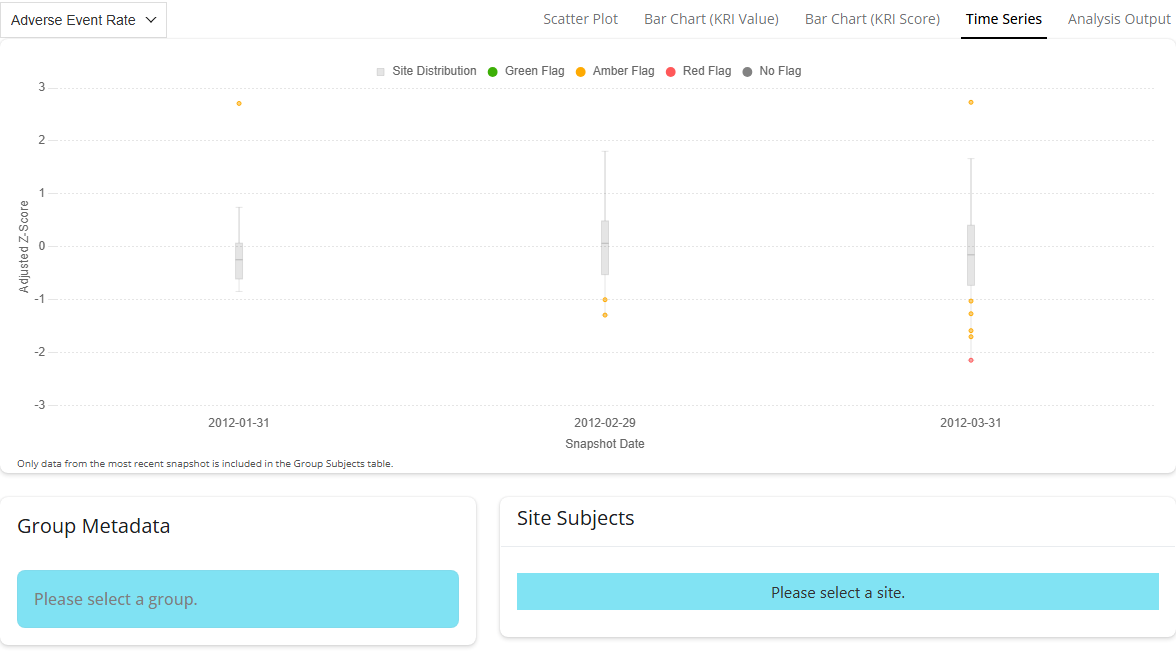 Adverse Event Rate
Scatter Plot Bar Chart (KRI Value) Bar Chart (KRI Score) Time Series Analysis Output
Site Distribution Green Flag Amber Flag Red Flag No Flag
3
2
1
0
-1
-2
-3
Adjusted Z-Score
2012-01-31 2012-02-29 2012-03-31
Snapshot Date
Only data from the most recent snapshot is included in the Group Subjects table.
Group Metadata
Please select a group.
Site Subjects
Please select a site.